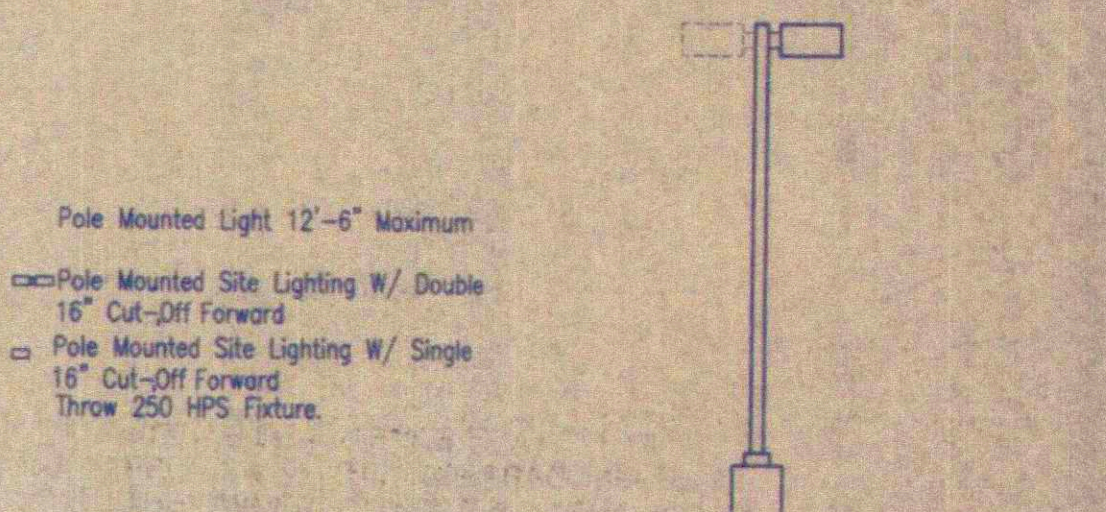 Pole Mounted Light 12'-6" Maximum
Pole Mounted Site Lighting W/ Double
16" Cut-,Off Forward
Pole Mounted Site Lighting W/ Single
16" Cut-,Off Forward
Throw 250 HPS Fixture.